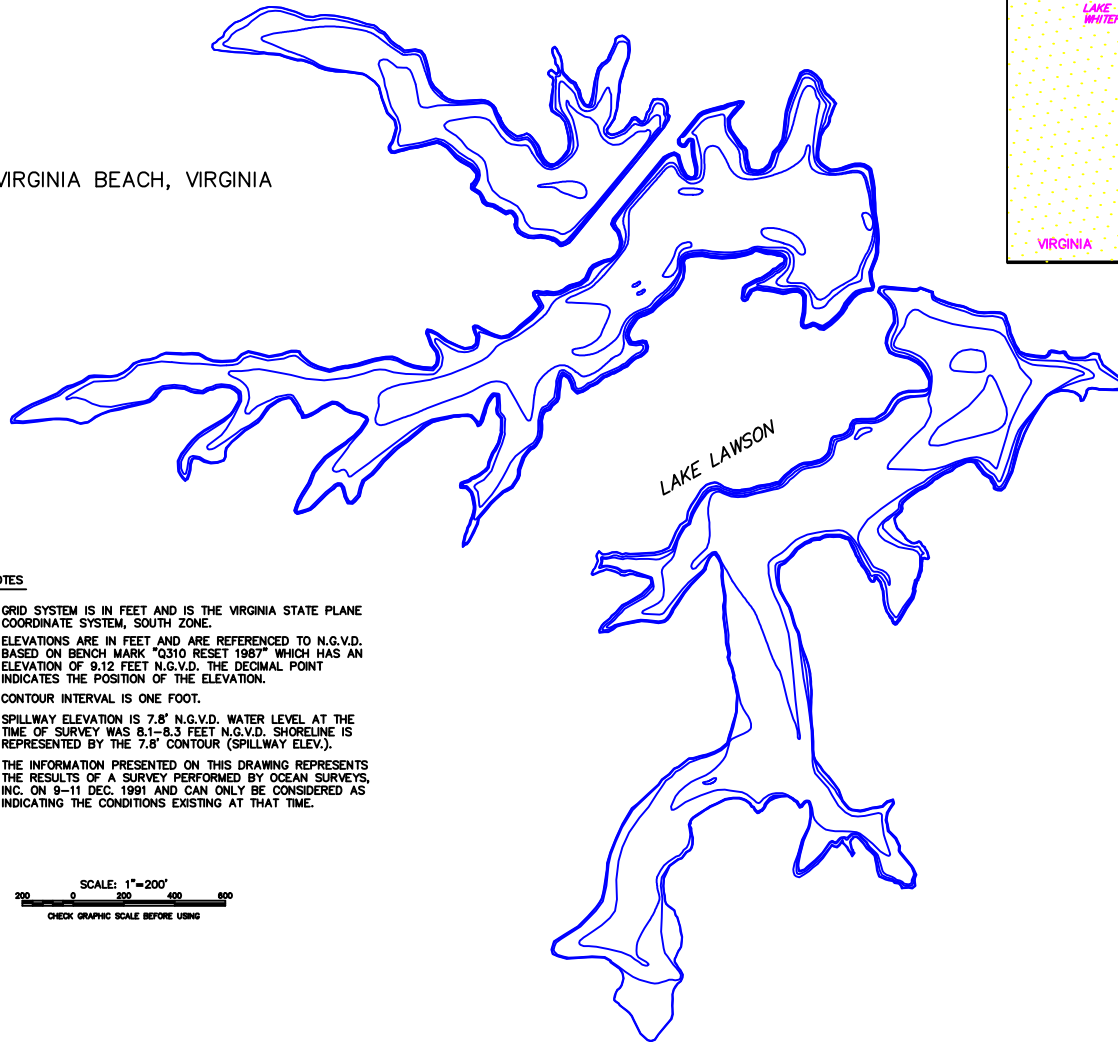 LAKE
VIRGINIA BEACH, VIRGINIA
VIRGINIA
LAKE LAWSON
GRID SYSTEM IS IN FEET AND IS THE VIRGINIA STATE PLANE
COORDINATE SYSTEM, SOUTH ZONE.
ELEVATIONS ARE IN FEET AND ARE REFERENCED TO N.G.V.D.
BASED ON BENCH MARK "Q310 RESET 1987" WHICH HAS AN
ELEVATION OF 9.12 FEET N.G.V.D. THE DECIMAL POINT
INDICATES THE POSITION OF THE ELEVATION.
CONTOUR INTERVAL IS ONE FOOT.
SPILLWAY ELEVATION IS 7.8' N.G.V.D. WATER LEVEL AT THE
TIME OF SURVEY WAS 8.1-8.3 FEET N.G.V.D. SHORELINE IS
REPRESENTED BY THE 7.8' CONTOUR (SPILLWAY ELEV.).
THE INFORMATION PRESENTED ON THIS DRAWING REPRESENTS
THE RESULTS OF A SURVEY PERFORMED BY OCEAN SURVEYS,
INC. ON 9-11 DEC. 1991 AND CAN ONLY BE CONSIDERED AS
INDICATING THE CONDITIONS EXISTING AT THAT TIME.
SCALE: 1"=200'
200 0 200 400 600
CHECK GRAPHIC SCALE BEFORE USING